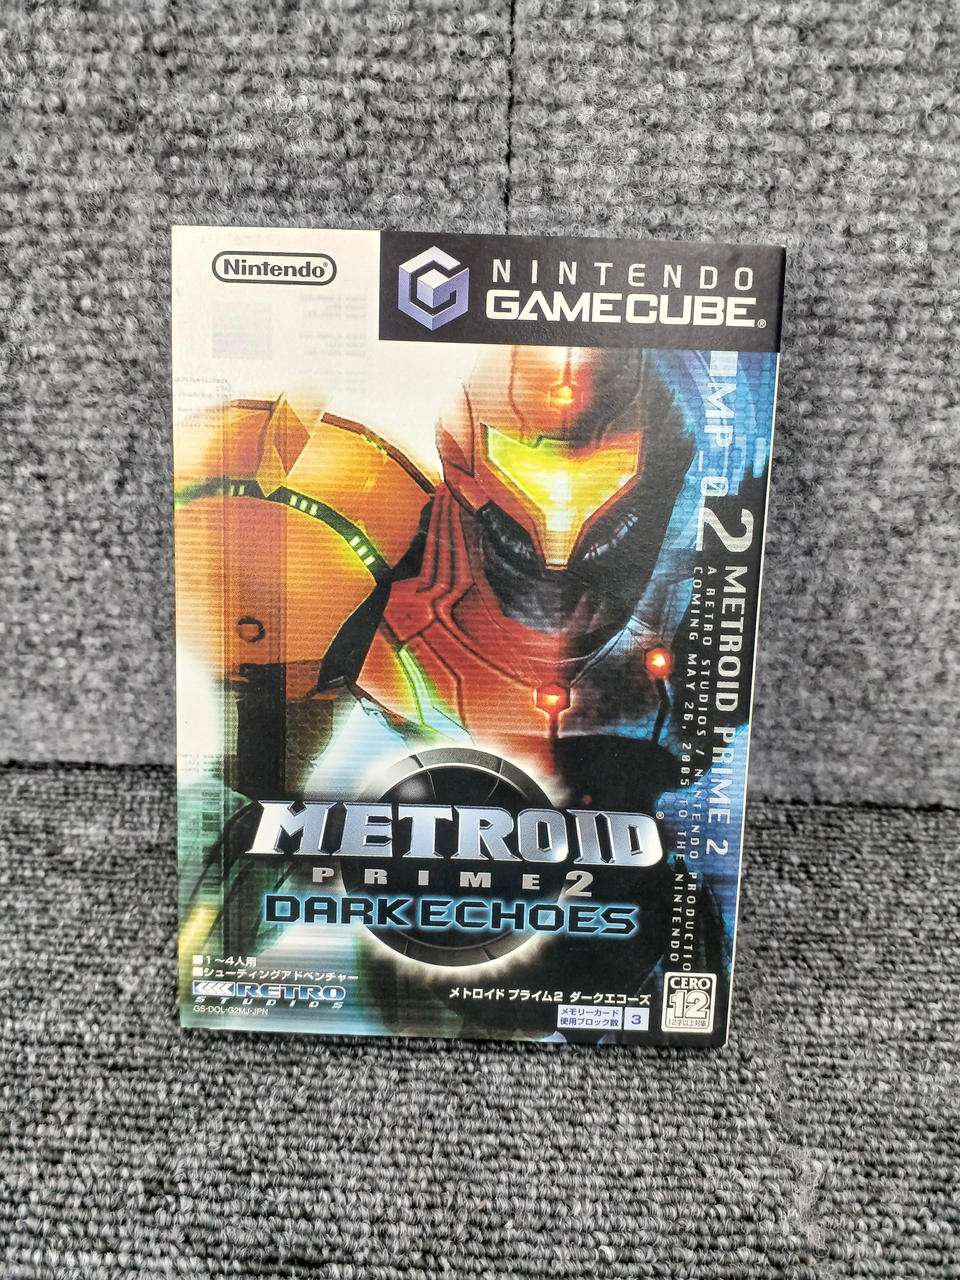 Nintendo®
NINTENDO
GAMECUBE®
MP_0
2 METROID PRIME 2
A RETRO STUDIOS / NINTENDO PRODUCTIO
COMING MAY 26, 2005 TO THE NINTENDO
METROID®
PRIME 2
DARK ECHOES
■1〜4人用
■シューティングアドベンチャー
RETRO
STUDIOS
GS-DOL-G2MJ-JPN
メトロイド プライム2 ダークエコーズ
メモリーカード
使用ブロック数 3
CERO
12
12才以上対象